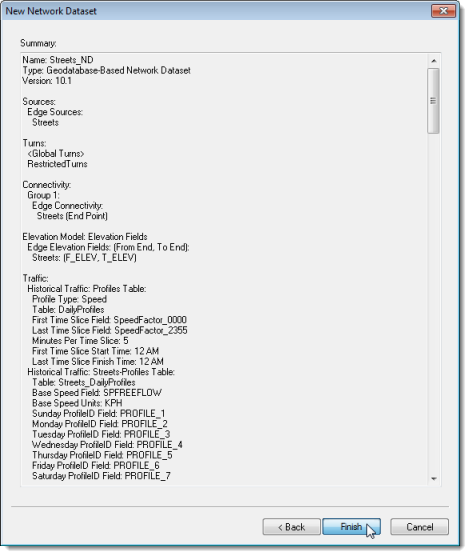 New Network Dataset
Summary:
Name: Streets_ND
Type: Geodatabase-Based Network Dataset
Version: 10.1
Sources:
Edge Sources:
Streets
Turns:
<Global Turns>
RestrictedTurns
Connectivity:
Group 1:
Edge Connectivity:
Streets (End Point)
Elevation Model: Elevation Fields
Edge Elevation Fields: (From End, To End):
Streets: (F_ELEV, T_ELEV)
Traffic:
Historical Traffic: Profiles Table:
Profile Type: Speed
Table: DailyProfiles
First Time Slice Field: SpeedFactor_0000
Last Time Slice Field: SpeedFactor_2355
Minutes Per Time Slice: 5
First Time Slice Start Time: 12 AM
Last Time Slice Finish Time: 12 AM
Historical Traffic: Streets-Profiles Table:
Table: Streets_DailyProfiles
Base Speed Field: SPFREEFLOW
Base Speed Units: KPH
Sunday ProfileID Field: PROFILE_1
Monday ProfileID Field: PROFILE_2
Tuesday ProfileID Field: PROFILE_3
Wednesday ProfileID Field: PROFILE_4
Thursday ProfileID Field: PROFILE_5
Friday ProfileID Field: PROFILE_6
Saturday ProfileID Field: PROFILE_7
< Back Finish Cancel